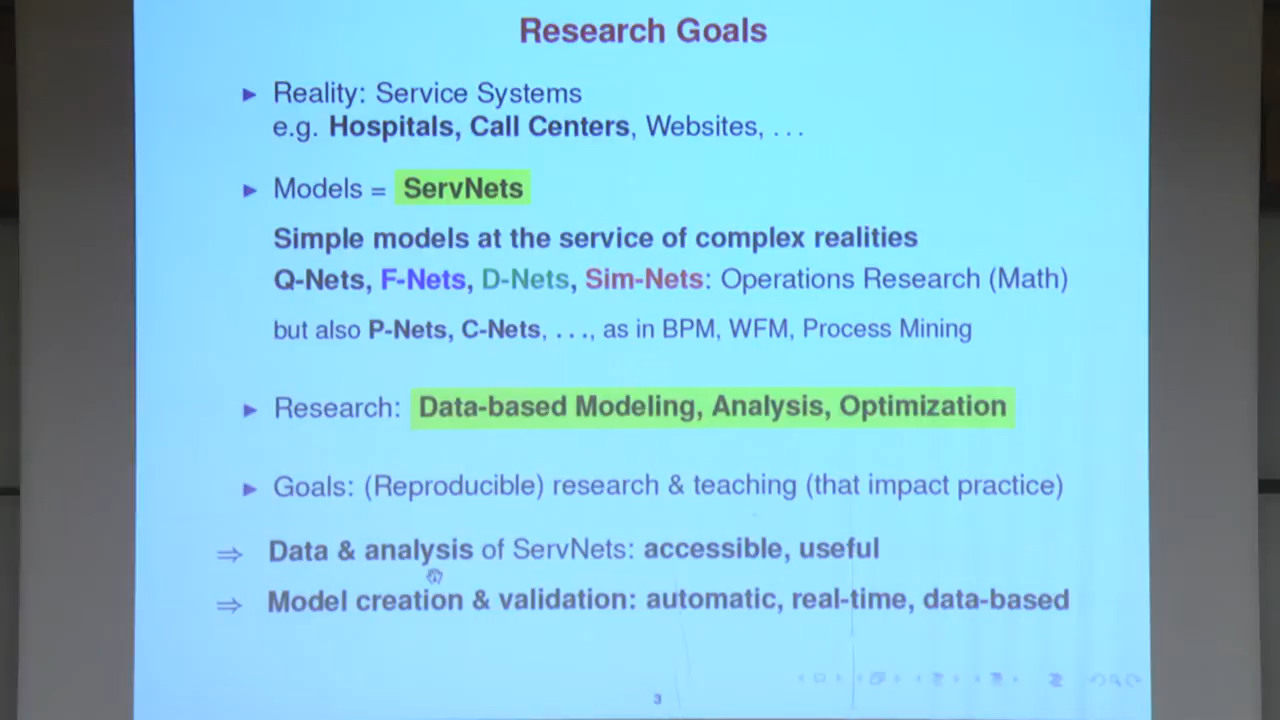 Research Goals
▶ Reality: Service Systems
e.g. Hospitals, Call Centers, Websites, ...
▶ Models = ServNets
Simple models at the service of complex realities
Q-Nets, F-Nets, D-Nets, Sim-Nets: Operations Research (Math)
but also P-Nets, C-Nets, ..., as in BPM, WFM, Process Mining
▶ Research: Data-based Modeling, Analysis, Optimization
▶ Goals: (Reproducible) research & teaching (that impact practice)
⇒ Data & analysis of ServNets: accessible, useful
⇒ Model creation & validation: automatic, real-time, data-based
3